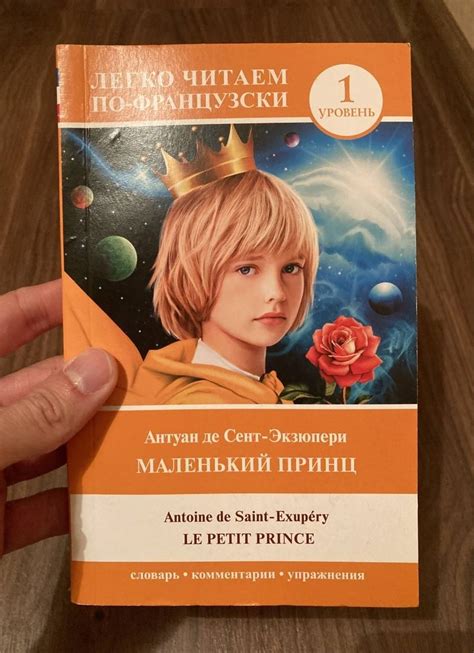 ЛЕГКО ЧИТАЕМ
ПО-ФРАНЦУЗСКИ
1
УРОВЕНЬ
Антуан де Сент-Экзюпери
МАЛЕНЬКИЙ ПРИНЦ
Antoine de Saint-Exupéry
LE PETIT PRINCE
словарь • комментарии • упражнения